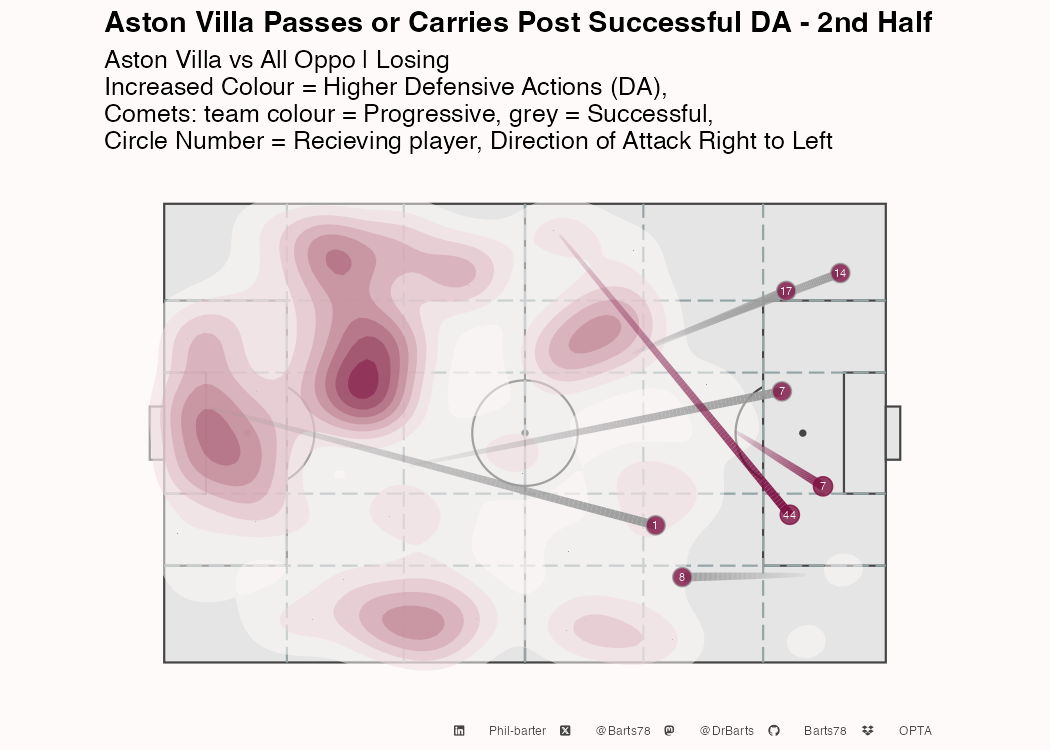 Aston Villa Passes or Carries Post Successful DA - 2nd Half
Aston Villa vs All Oppo | Losing
Increased Colour = Higher Defensive Actions (DA),
Comets: team colour = Progressive, grey = Successful,
Circle Number = Recieving player, Direction of Attack Right to Left
14
17
7
7
44
1
8
Phil-barter @Barts78 @DrBarts Barts78 OPTA